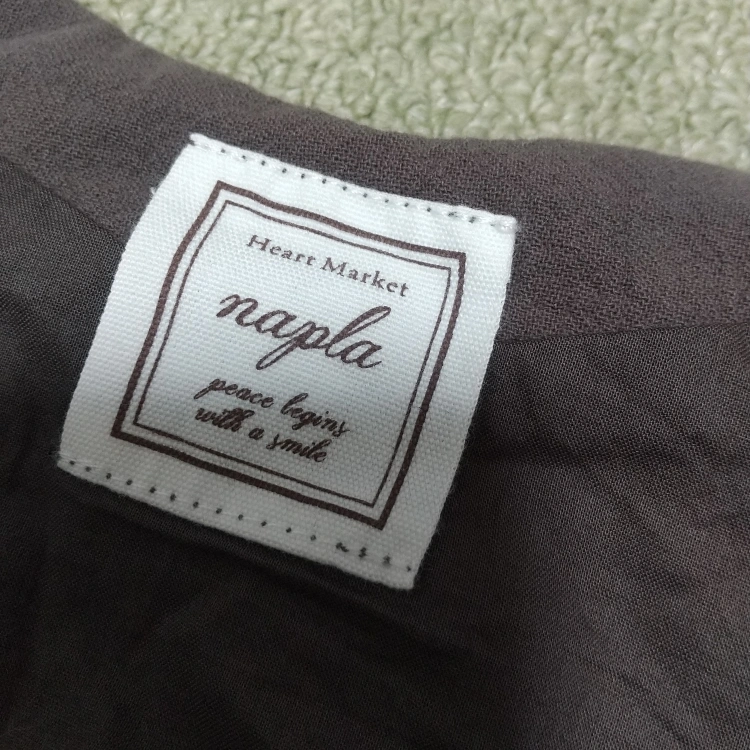 Heart Market
napla
peace begins
with a smile